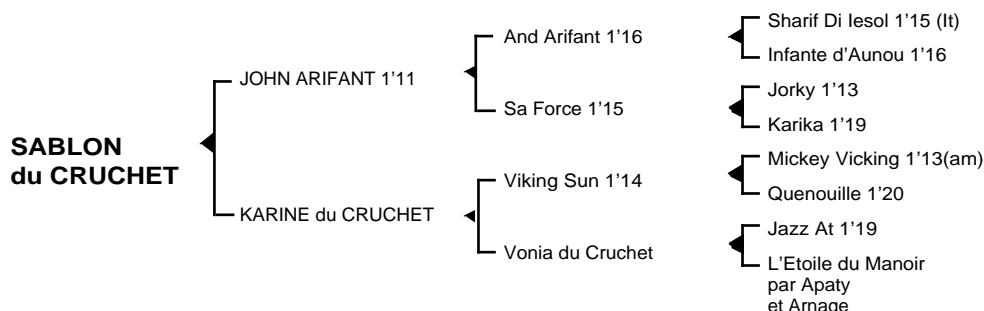 SABLON
du CRUCHET
JOHN ARIFANT 1’11
KARINE du CRUCHET
And Arifant 1’16
Sa Force 1’15
Viking Sun 1’14
Vonia du Cruchet
Sharif Di Iesol 1’15 (It)
Infante d’Aunou 1’16
Jorky 1’13
Karika 1’19
Mickey Vicking 1’13(am)
Quenouille 1’20
Jazz At 1’19
L’Etoile du Manoir
par Apaty
et Arnage